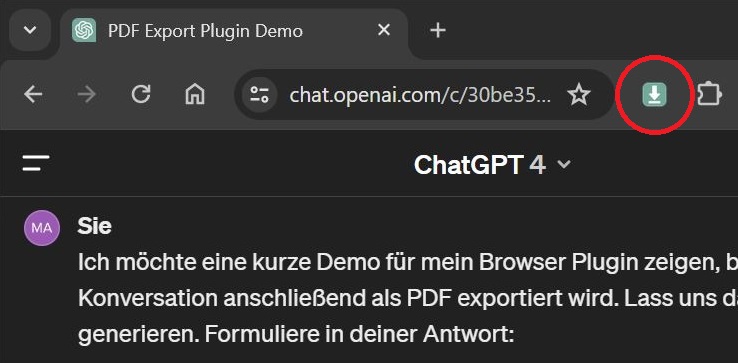 PDF Export Plugin Demo
chat.openai.com/c/30be35...
ChatGPT 4
MA
Sie
Ich möchte eine kurze Demo für mein Browser Plugin zeigen, b
Konversation anschließend als PDF exportiert wird. Lass uns da
generieren. Formuliere in deiner Antwort: